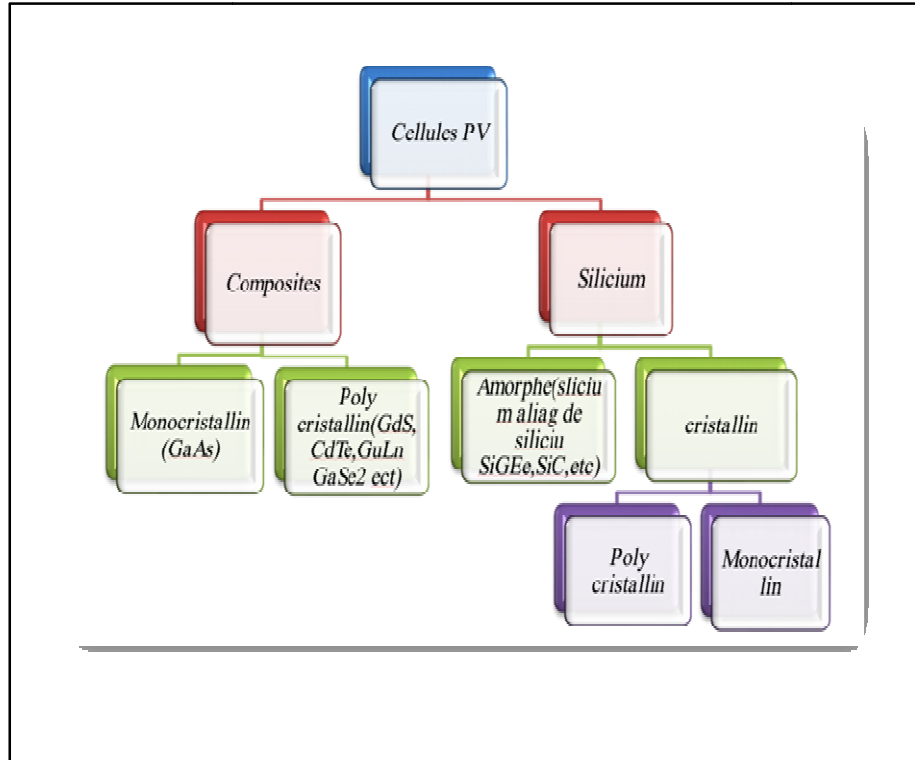 Cellules PV
Composites
Silicium
Monocristallin
(GaAs)
Poly
cristallin(GdS,
CdTe,GuLn
GaSe2 ect)
Amorphe(sliciu
m aliag de
siliciu
SiGEe,SiC,etc)
cristallin
Poly
cristallin
Monocristal
lin